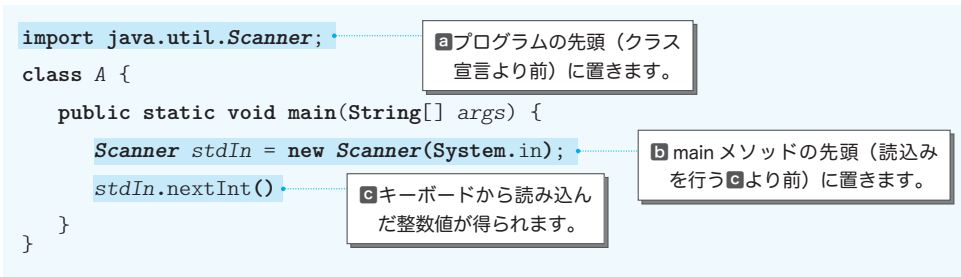 import java.util.Scanner;
aプログラムの先頭（クラス
宣言より前）に置きます。
class A {
public static void main(String[] args) {
Scanner stdIn = new Scanner(System.in);
b main メソッドの先頭（読込み
を行うcより前）に置きます。
stdIn.nextInt()
cキーボードから読み込ん
だ整数値が得られます。
}
}